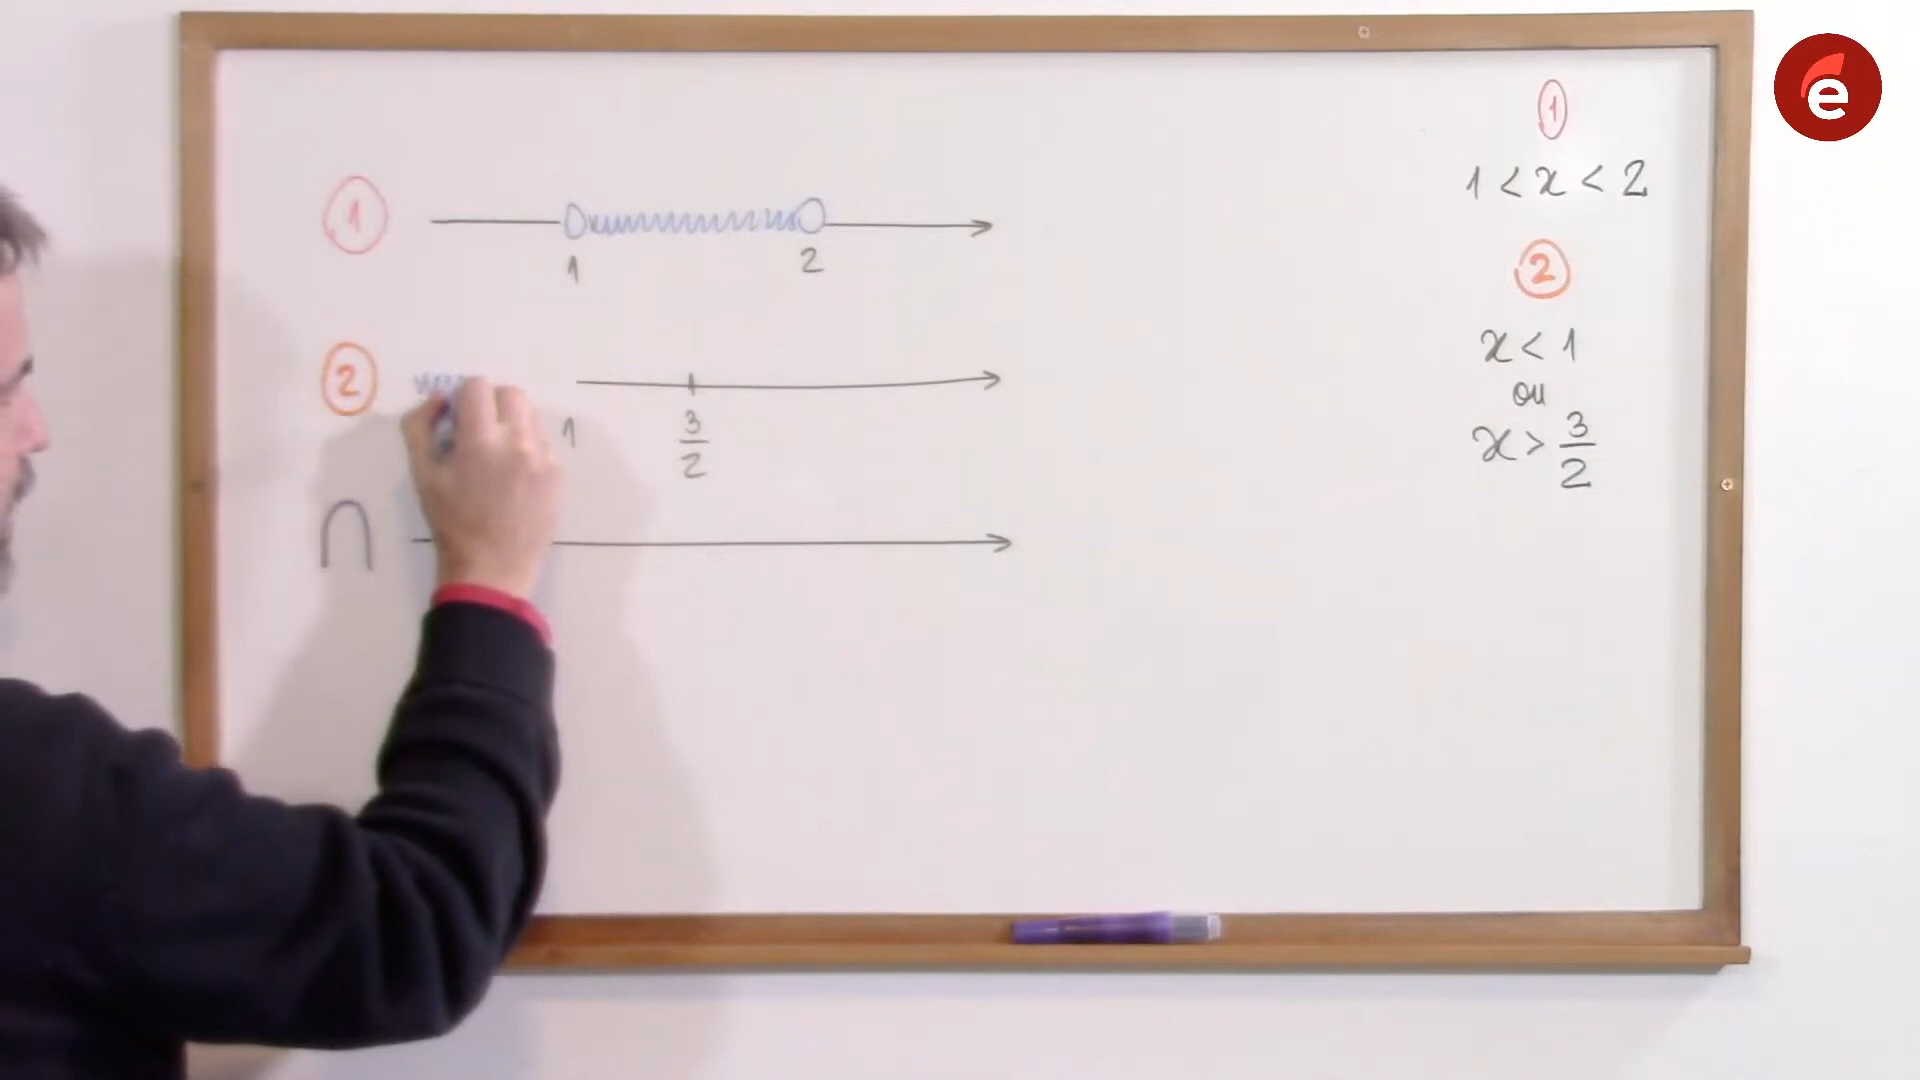 1
1 2
2
1 3/2
∩
1
1 < x < 2
2
x < 1
ou
x > 3/2
e